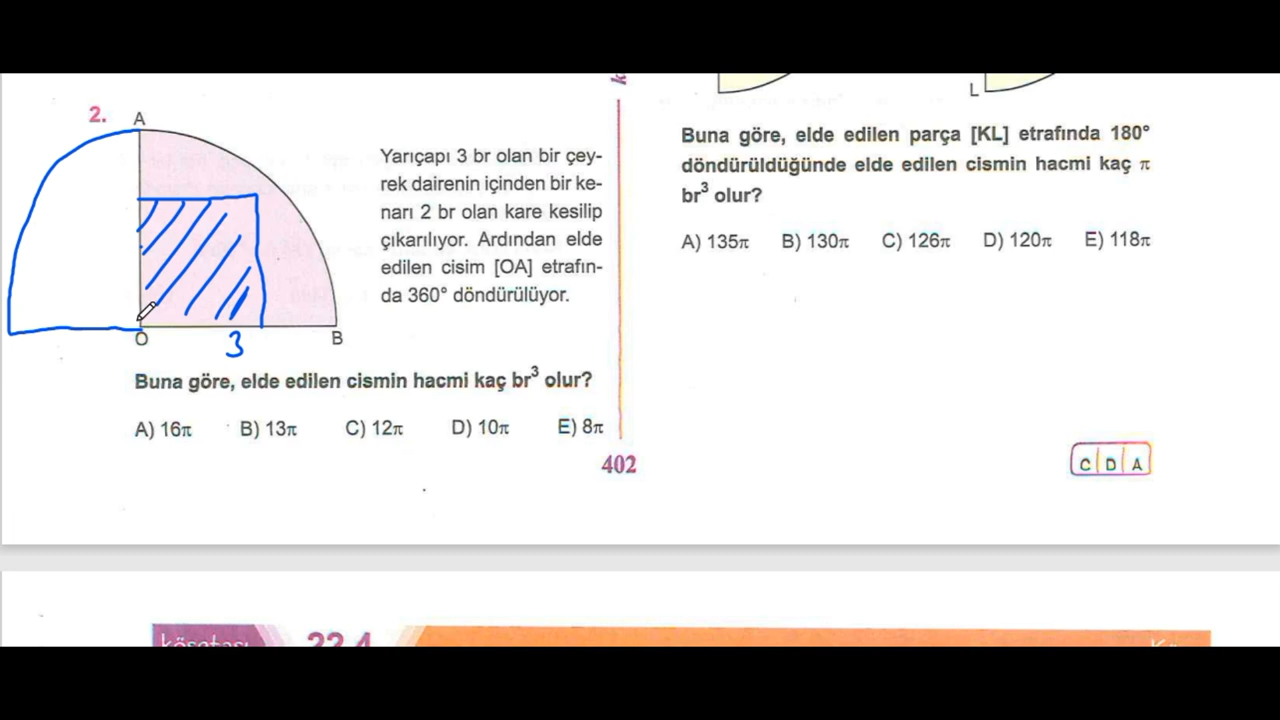 2.
A
O
B
3
Yarıçapı 3 br olan bir çey-
rek dairenin içinden bir ke-
narı 2 br olan kare kesilip
çıkarılıyor. Ardından elde
edilen cisim [OA] etrafın-
da 360° döndürülüyor.
Buna göre, elde edilen cismin hacmi kaç br³ olur?
A) 16π B) 13π C) 12π D) 10π E) 8π
402
L
Buna göre, elde edilen parça [KL] etrafında 180°
döndürüldüğünde elde edilen cismin hacmi kaç π
br³ olur?
A) 135π B) 130π C) 126π D) 120π E) 118π
C D A
köşetaşı
22.4